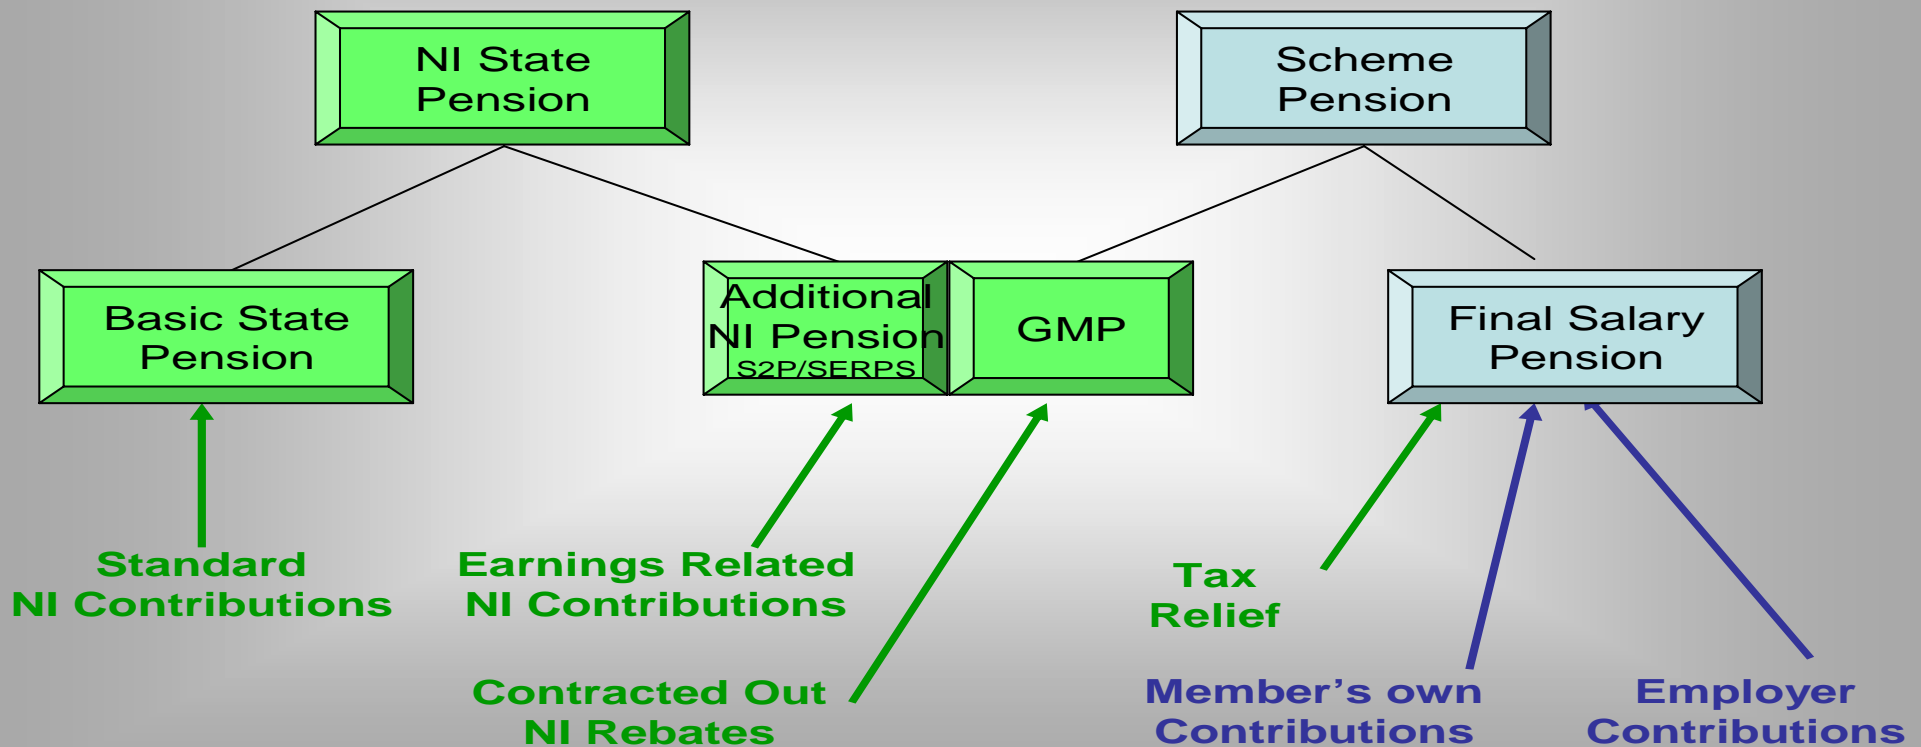 NI State
Pension
Scheme
Pension
Basic State
Pension
Additional
NI Pension
S2P/SERPS
GMP
Final Salary
Pension
Standard
NI Contributions
Earnings Related
NI Contributions
Tax
Relief
Contracted Out
NI Rebates
Member’s own
Contributions
Employer
Contributions